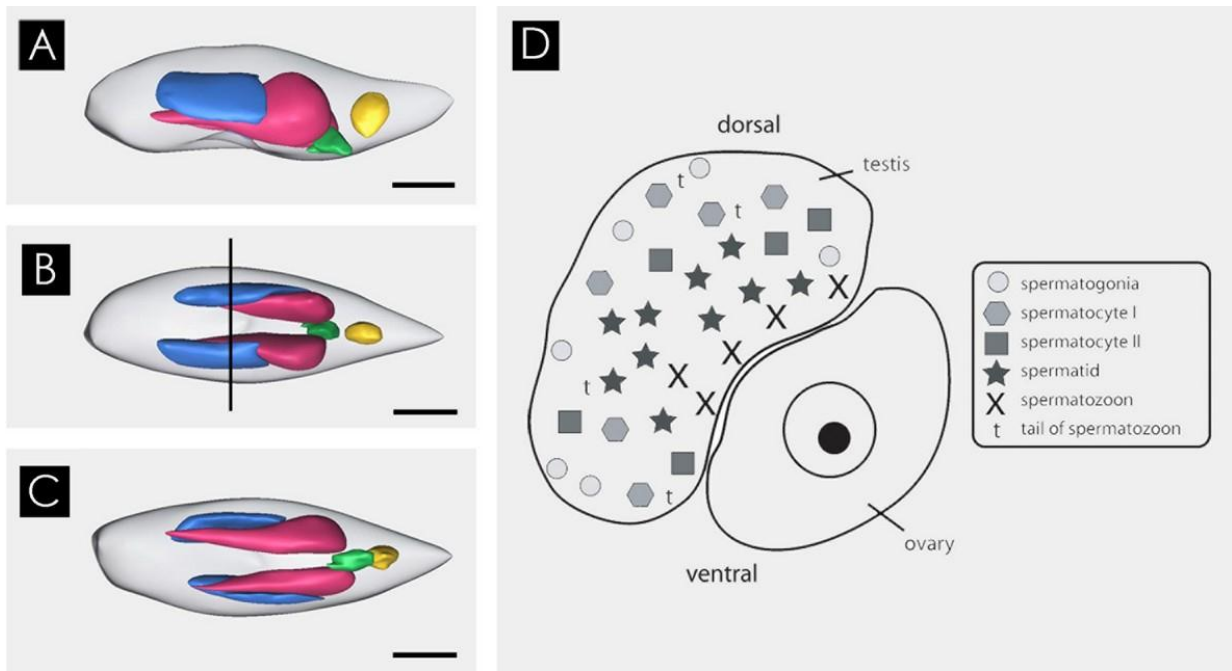 A
B
C
D
dorsal
testis
t
t
t
t
ovary
ventral
spermatogonia
spermatocyte I
spermatocyte II
spermatid
X spermatozoon
t tail of spermatozoon